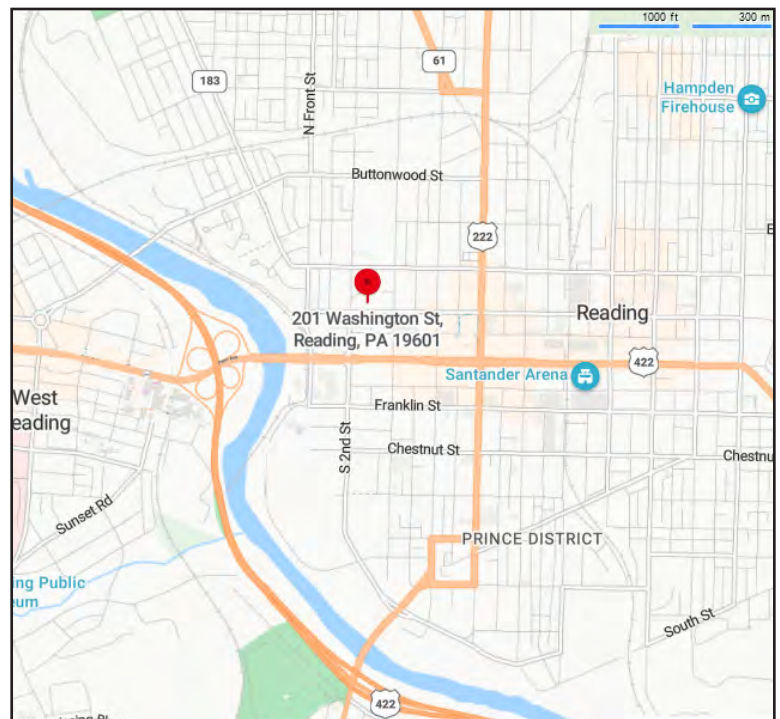 1000 ft
300 m
61
183
N Front St
Hampden
Firehouse
Buttonwood St
222
201 Washington St,
Reading, PA 19601
Reading
422
Santander Arena
West
eading
Franklin St
S 2nd St
Chestnut St
Chestnu
Sunset Rd
PRINCE DISTRICT
ing Public
eum
South St
422